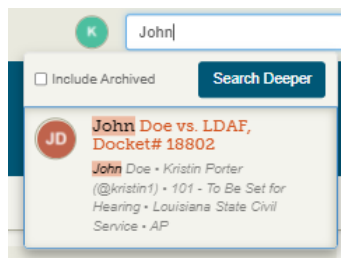 K
John
Include Archived
Search Deeper
JD
John Doe vs. LDAF,
Docket# 18802
John Doe • Kristin Porter
(@kristin1) • 101 - To Be Set for
Hearing • Louisiana State Civil
Service • AP